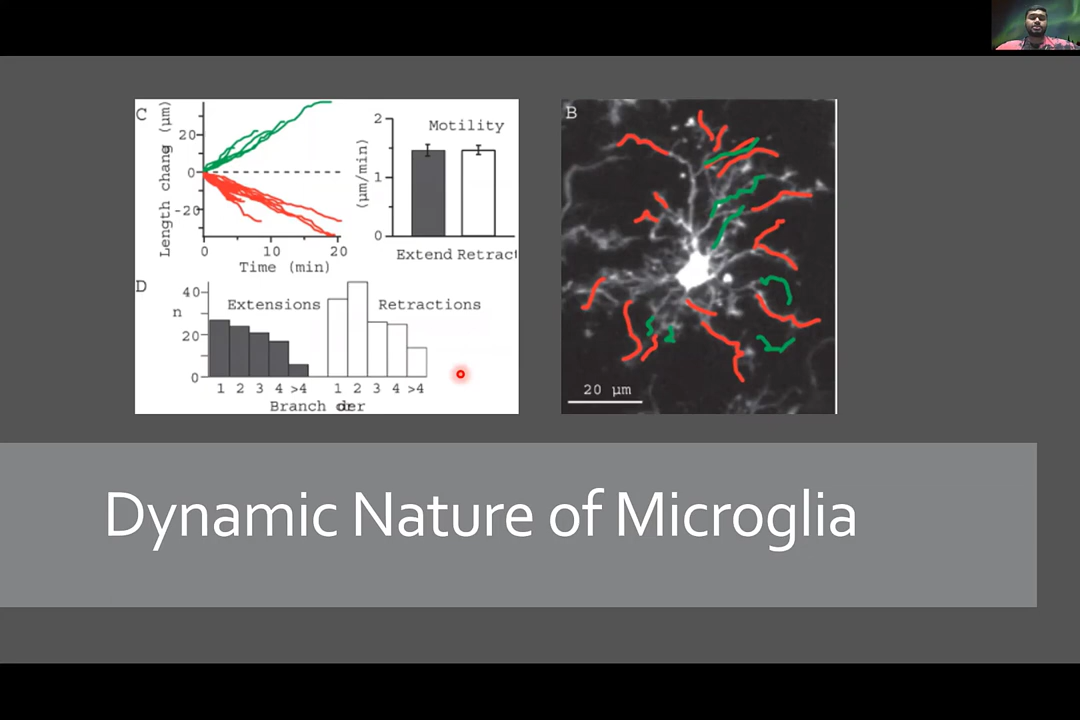 C
Length chang (µm)
20
0
-20
0 10 20
Time (min)
Motility
(µm/min)
2
1
0
Extend Retract
D
n
40
20
0
Extensions Retractions
1 2 3 4 >4 1 2 3 4 >4
Branch order
B
20 µm
Dynamic Nature of Microglia